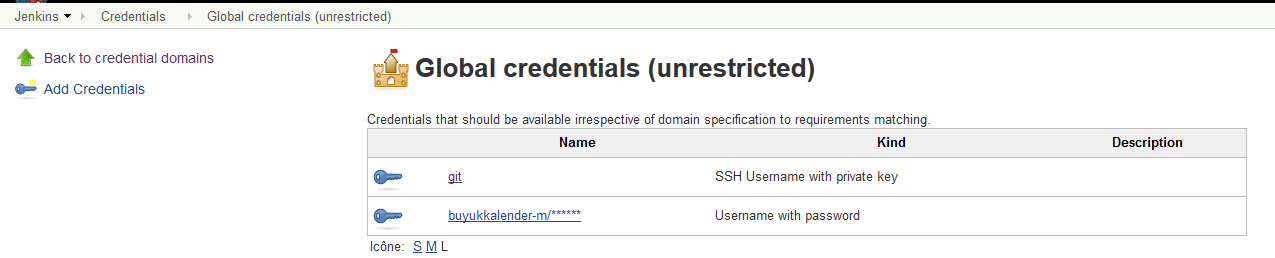 Jenkins Credentials Global credentials (unrestricted)
Back to credential domains
Add Credentials
Global credentials (unrestricted)
Credentials that should be available irrespective of domain specification to requirements matching.
Name Kind Description
git SSH Username with private key
buyukkalender-m/****** Username with password
Icône: S M L